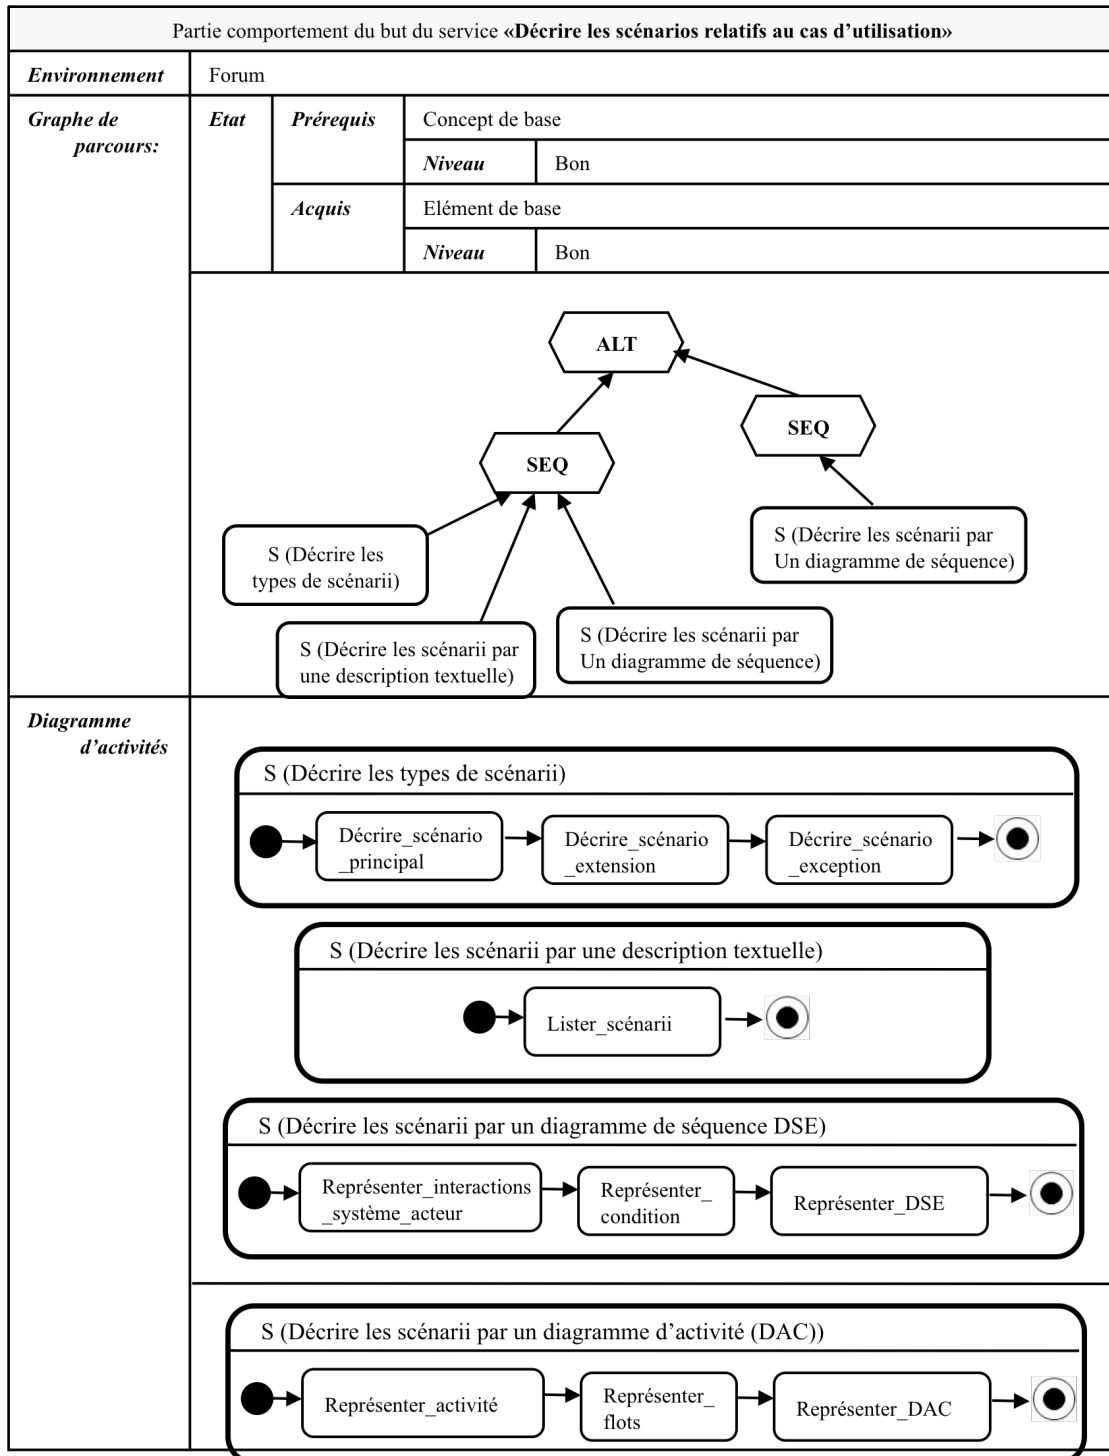 Partie comportement du but du service «Décrire les scénarios relatifs au cas d’utilisation»
Environnement
Forum
Graphe de
parcours:
Etat
Prérequis
Concept de base
Niveau
Bon
Acquis
Elément de base
Niveau
Bon
ALT
SEQ
SEQ
S (Décrire les
types de scénarii)
S (Décrire les scénarii par
Un diagramme de séquence)
S (Décrire les scénarii par
une description textuelle)
S (Décrire les scénarii par
Un diagramme de séquence)
Diagramme
d’activités
S (Décrire les types de scénarii)
Décrire_scénario
_principal
Décrire_scénario
_extension
Décrire_scénario
_exception
S (Décrire les scénarii par une description textuelle)
Lister_scénarii
S (Décrire les scénarii par un diagramme de séquence DSE)
Représenter_interactions
_système_acteur
Représenter_
condition
Représenter_DSE
S (Décrire les scénarii par un diagramme d’activité (DAC))
Représenter_activité
Représenter_
flots
Représenter_DAC